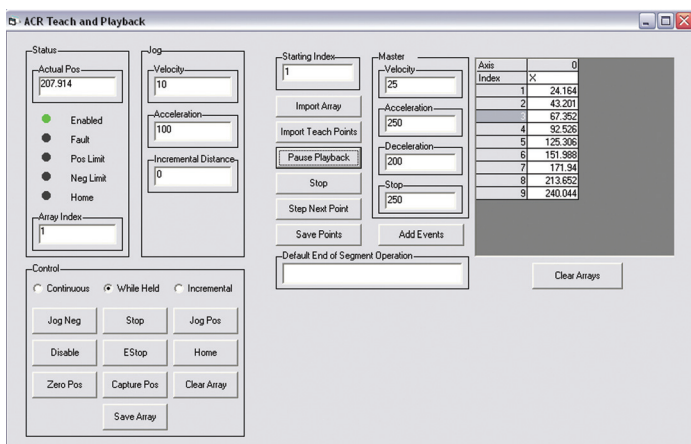 ACR Teach and Playback
Status
Actual Pos
207.914
Enabled
Fault
Pos Limit
Neg Limit
Home
Array Index
1
Jog
Velocity
10
Acceleration
100
Incremental Distance
0
Control
Continuous While Held Incremental
Jog Neg Stop Jog Pos
Disable EStop Home
Zero Pos Capture Pos Clear Array
Save Array
Starting Index
1
Import Array
Import Teach Points
Pause Playback
Stop
Step Next Point
Save Points
Master
Velocity
25
Acceleration
250
Deceleration
200
Stop
250
Add Events
Default End of Segment Operation
Axis 0
Index X
1 24.164
2 43.201
3 67.352
4 92.526
5 125.306
6 151.988
7 171.94
8 213.652
9 240.044
Clear Arrays